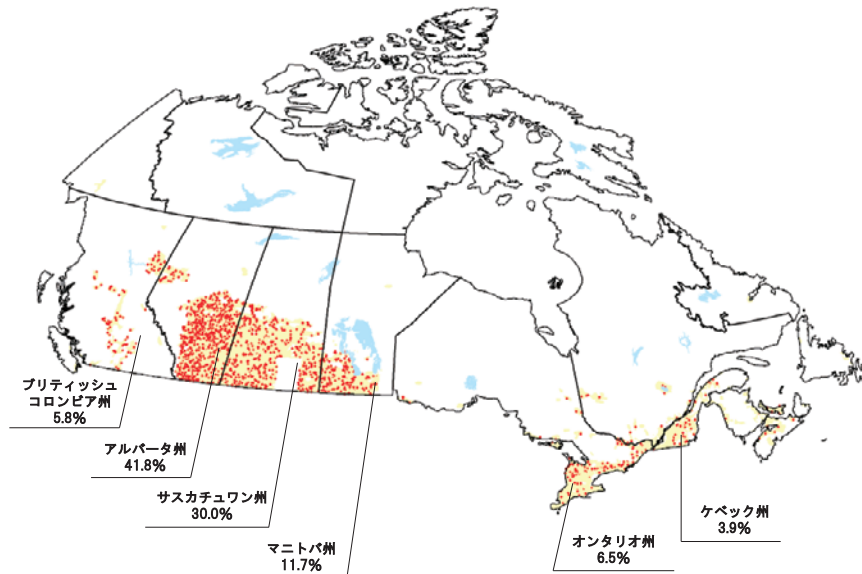 ブリティッシュ
コロンビア州
5.8%
アルバータ州
41.8%
サスカチュワン州
30.0%
マニトバ州
11.7%
オンタリオ州
6.5%
ケベック州
3.9%